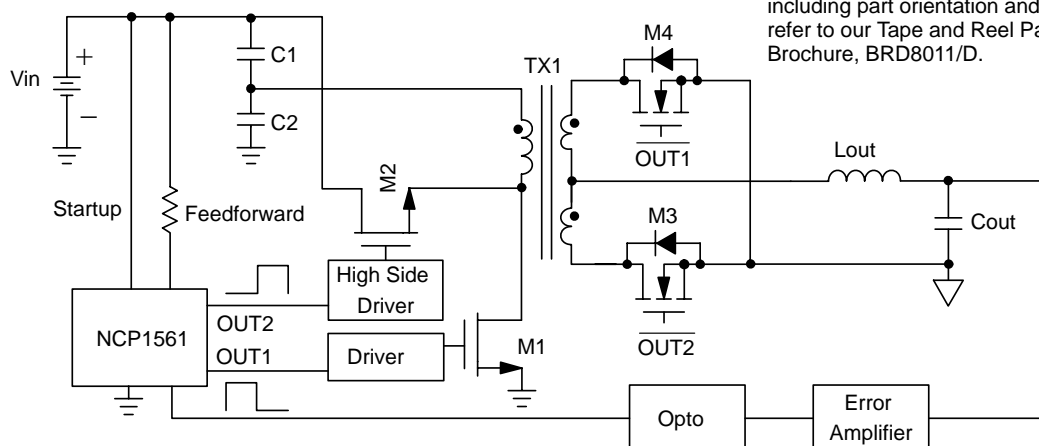 including part orientation and
refer to our Tape and Reel Pa
Brochure, BRD8011/D.
M4
C1
TX1
Vin
+
−
C2
OUT1
Lout
M2
M3
Startup
Feedforward
Cout
High Side
Driver
NCP1561
OUT2
OUT1
Driver
M1
OUT2
Opto
Error
Amplifier